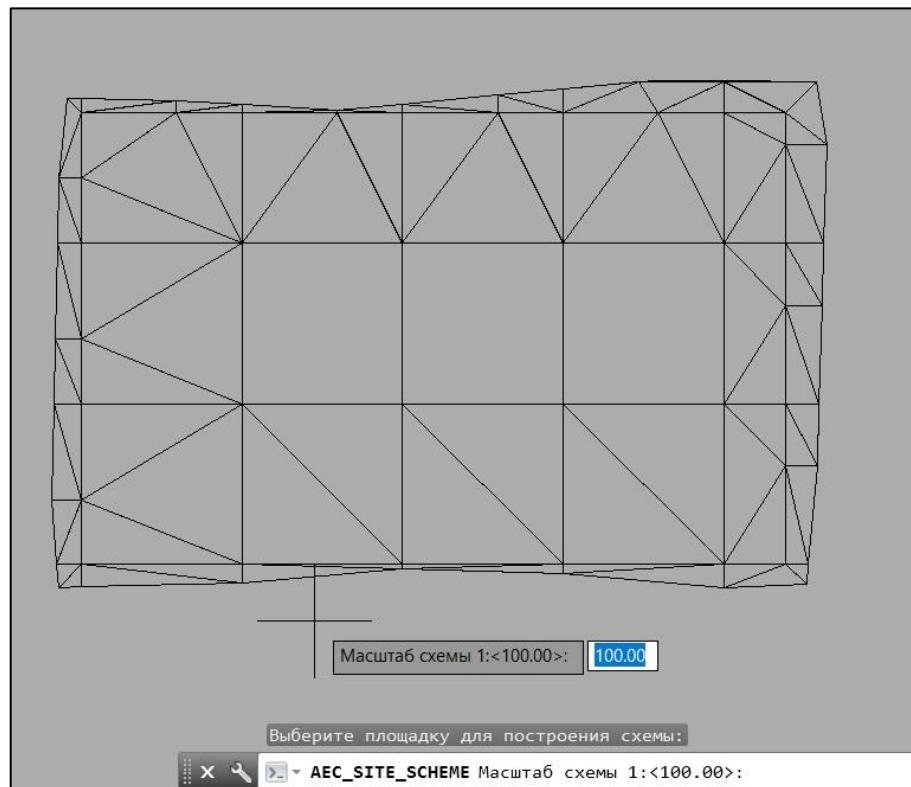 Масштаб схемы 1:<100.00>: 100.00
Выберите площадку для построения схемы:
AEC_SITE_SCHEME Масштаб схемы 1:<100.00>: